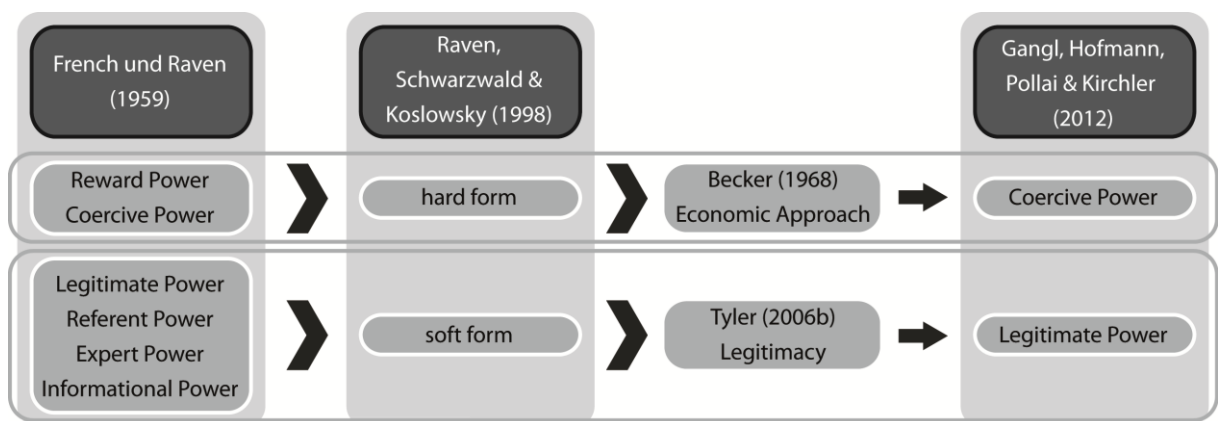 French und Raven
(1959)
Raven,
Schwarzwald &
Koslowsky (1998)
Gangl, Hofmann,
Pollai & Kirchler
(2012)
Reward Power
Coercive Power
hard form
Becker (1968)
Economic Approach
Coercive Power
Legitimate Power
Referent Power
Expert Power
Informational Power
soft form
Tyler (2006b)
Legitimacy
Legitimate Power